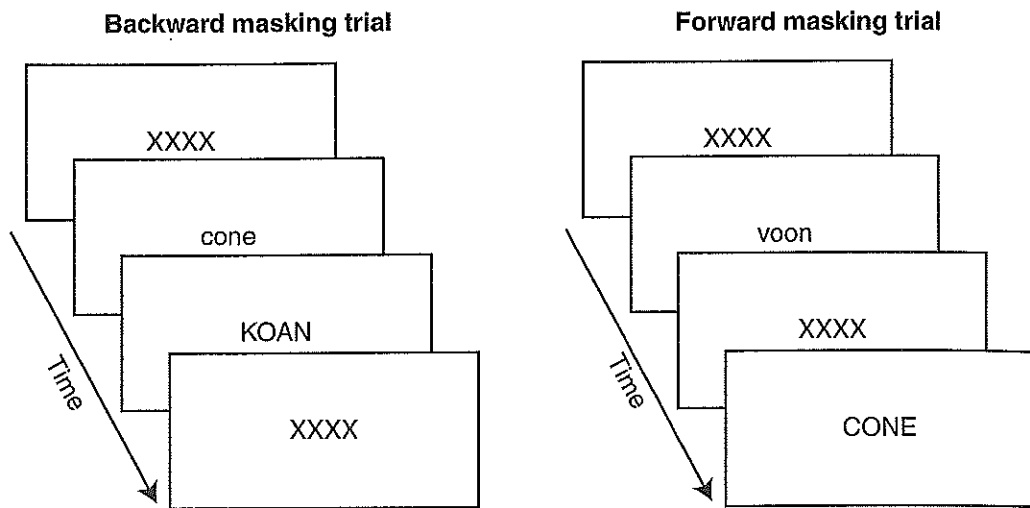 Backward masking trial
XXXX
cone
KOAN
XXXX
Time
Forward masking trial
XXXX
voon
XXXX
CONE
Time